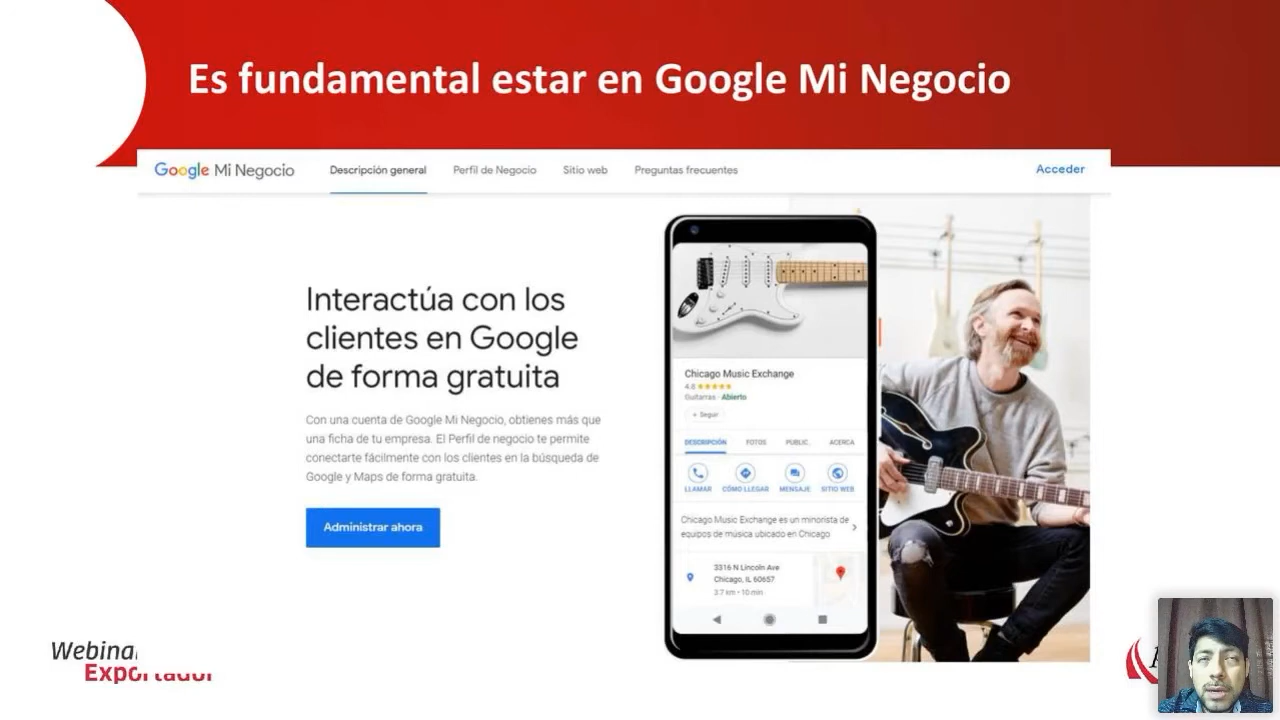 Es fundamental estar en Google Mi Negocio
Google Mi Negocio Descripción general Perfil de Negocio Sitio web Preguntas frecuentes Acceder
Interactúa con los
clientes en Google
de forma gratuita
Con una cuenta de Google Mi Negocio, obtienes más que
una ficha de tu empresa. El Perfil de negocio te permite
conectarte fácilmente con los clientes en la búsqueda de
Google y Maps de forma gratuita.
Administrar ahora
Chicago Music Exchange
4.8
Guitarras · Abierto
+ Seguir
DESCRIPCIÓN FOTOS PUBLIC. ACERCA
LLAMAR CÓMO LLEGAR MENSAJE SITIO WEB
Chicago Music Exchange es un minorista de
equipos de música ubicado en Chicago
3316 N Lincoln Ave
Chicago, IL 60657
3.7 km • 10 min
Webinar
Exportador